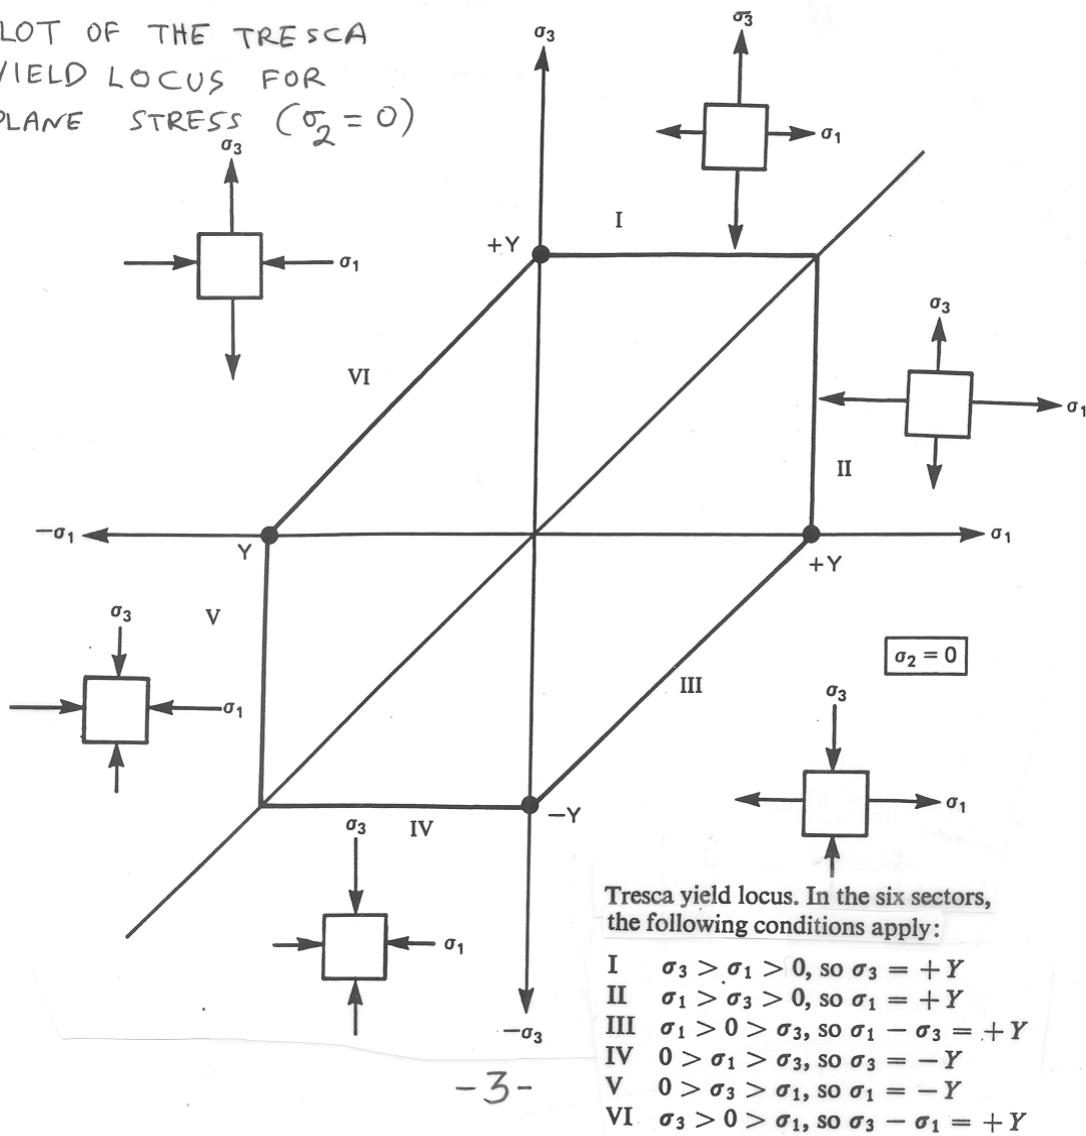 LOT OF THE TRESCA
YIELD LOCUS FOR
PLANE STRESS (σ₂ = 0)
σ₃
σ₃
σ₁
σ₃
σ₁
I
+Y
VI
σ₃
σ₁
II
−σ₁
Y
σ₁
+Y
V
σ₃
σ₁
σ₂ = 0
III
σ₃
σ₁
−Y
IV
σ₃
σ₁
−σ₃
Tresca yield locus. In the six sectors,
the following conditions apply:
I σ₃ > σ₁ > 0, so σ₃ = +Y
II σ₁ > σ₃ > 0, so σ₁ = +Y
III σ₁ > 0 > σ₃, so σ₁ − σ₃ = +Y
IV 0 > σ₁ > σ₃, so σ₃ = −Y
V 0 > σ₃ > σ₁, so σ₁ = −Y
VI σ₃ > 0 > σ₁, so σ₃ − σ₁ = +Y
-3-